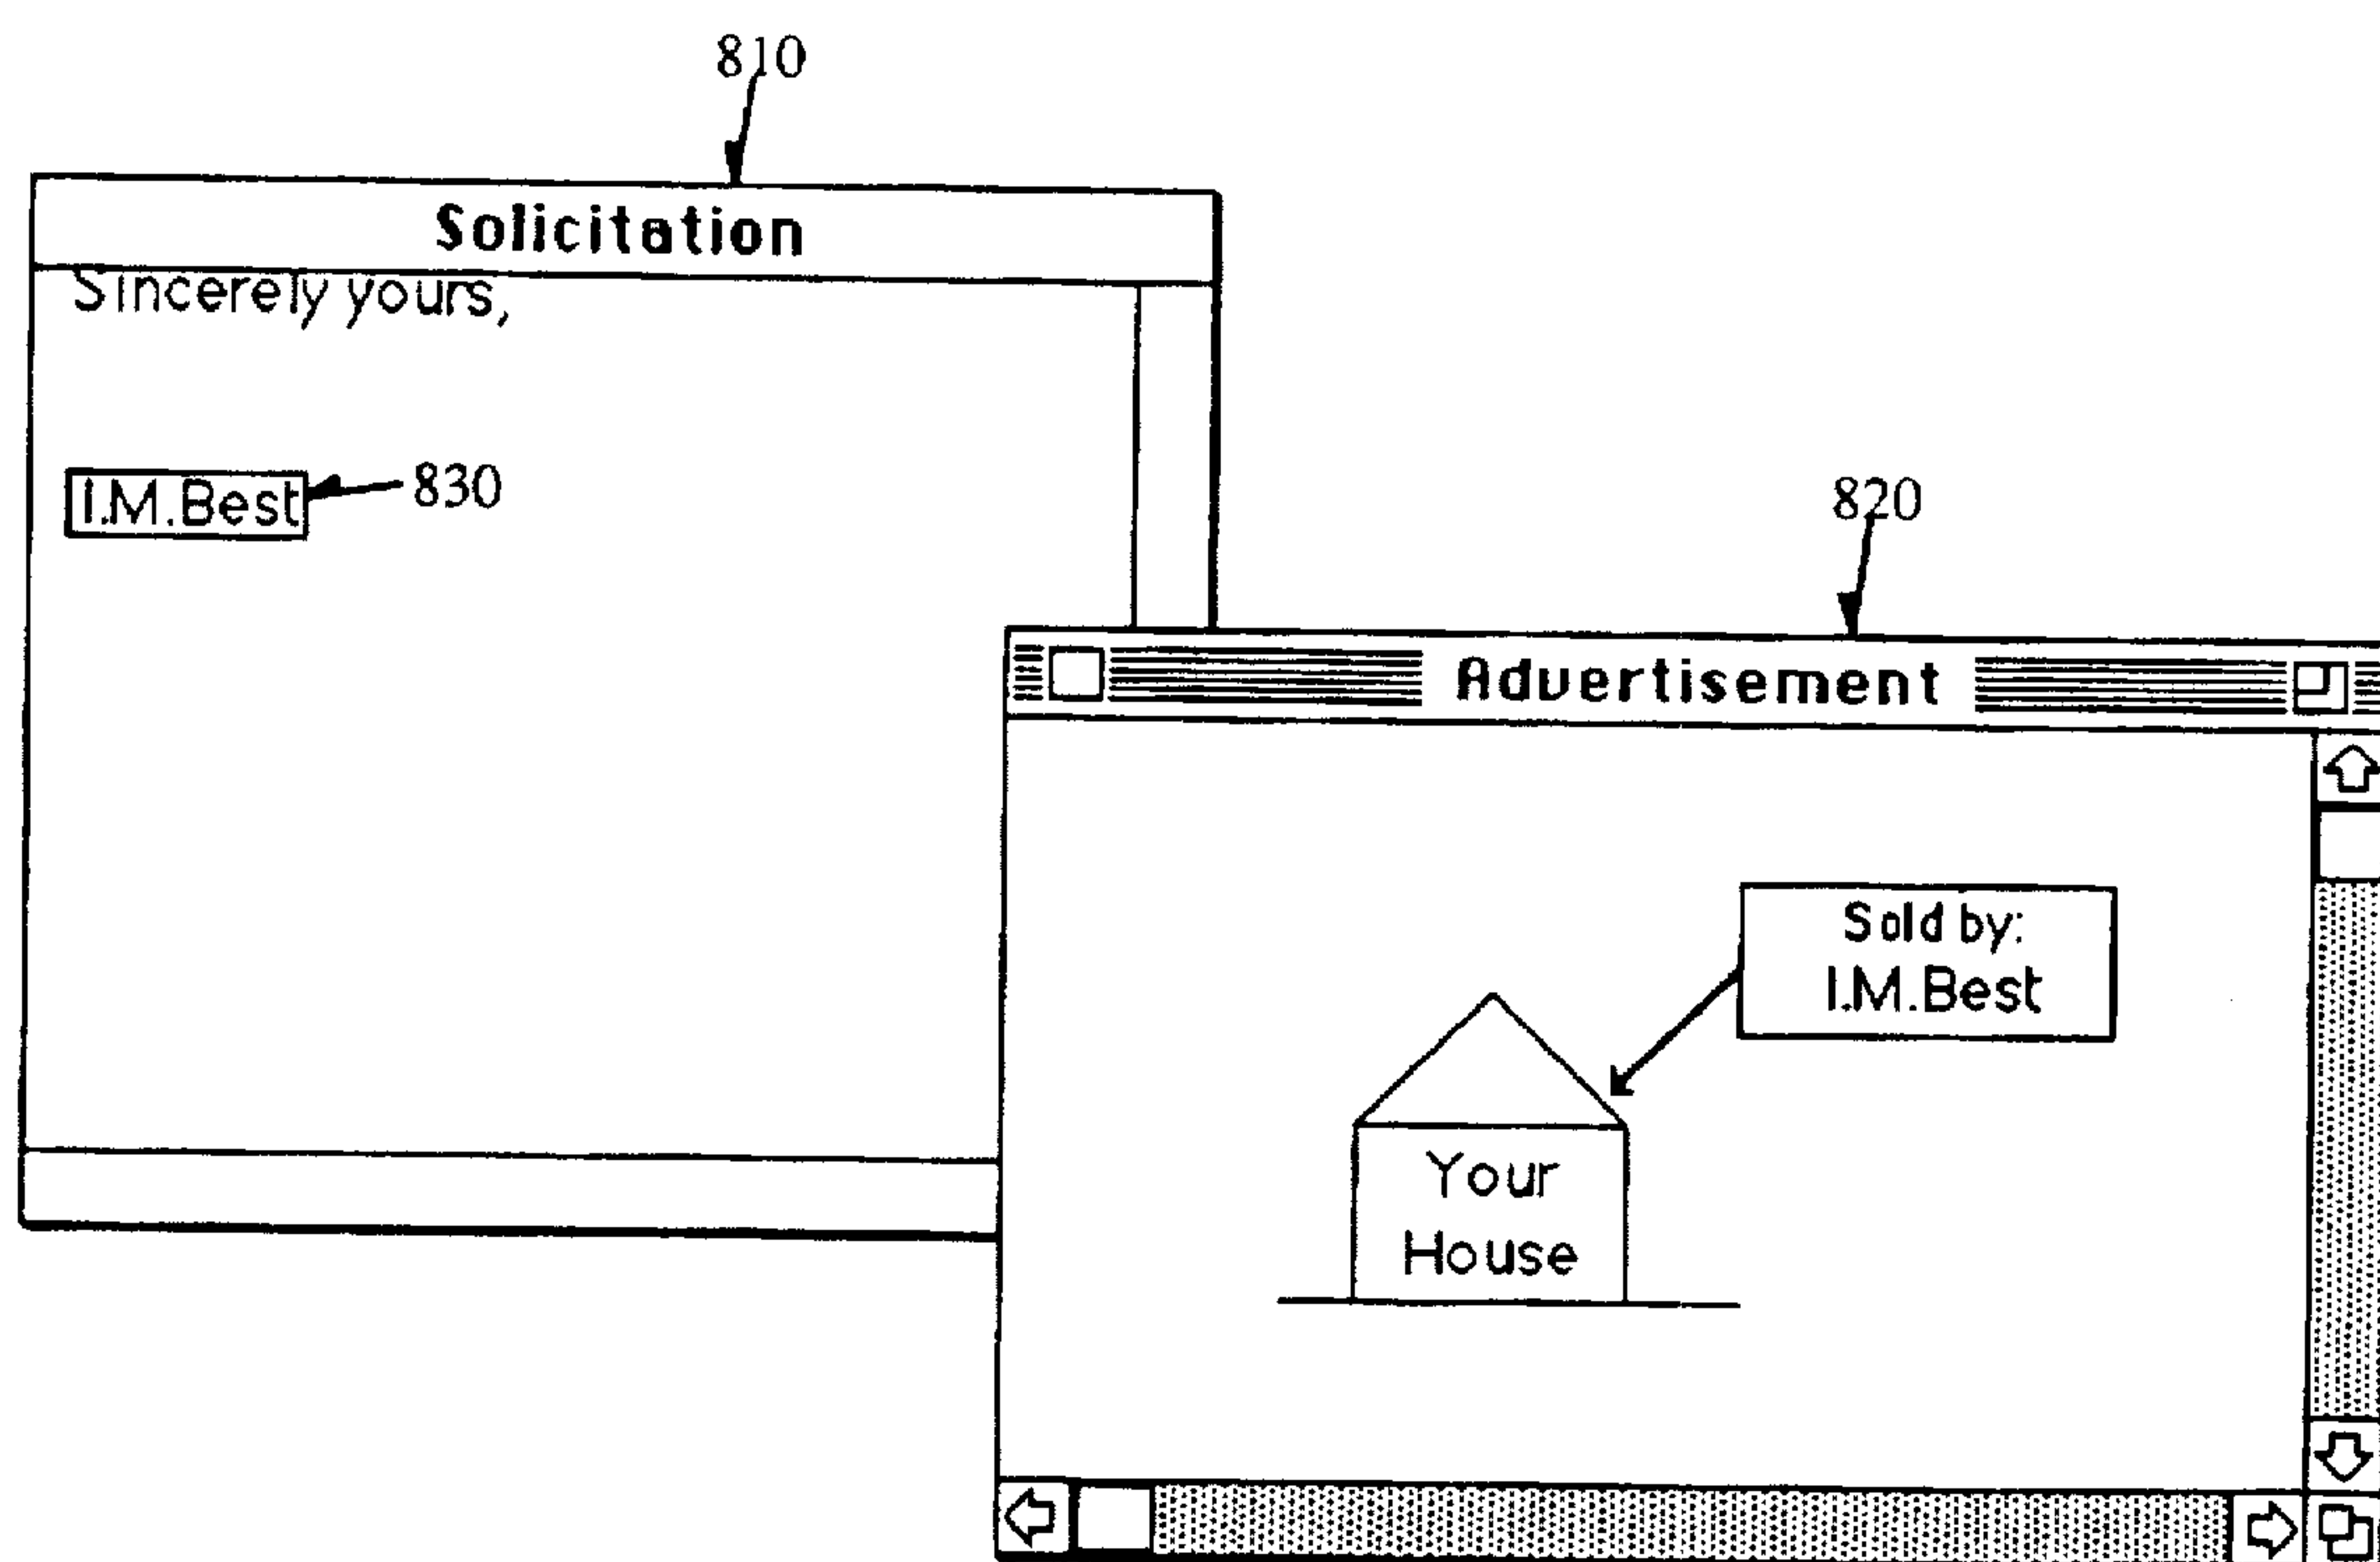 810
Solicitation
Sincerely yours,
I.M.Best
830
820
Advertisement
Sold by:
I.M.Best
Your
House